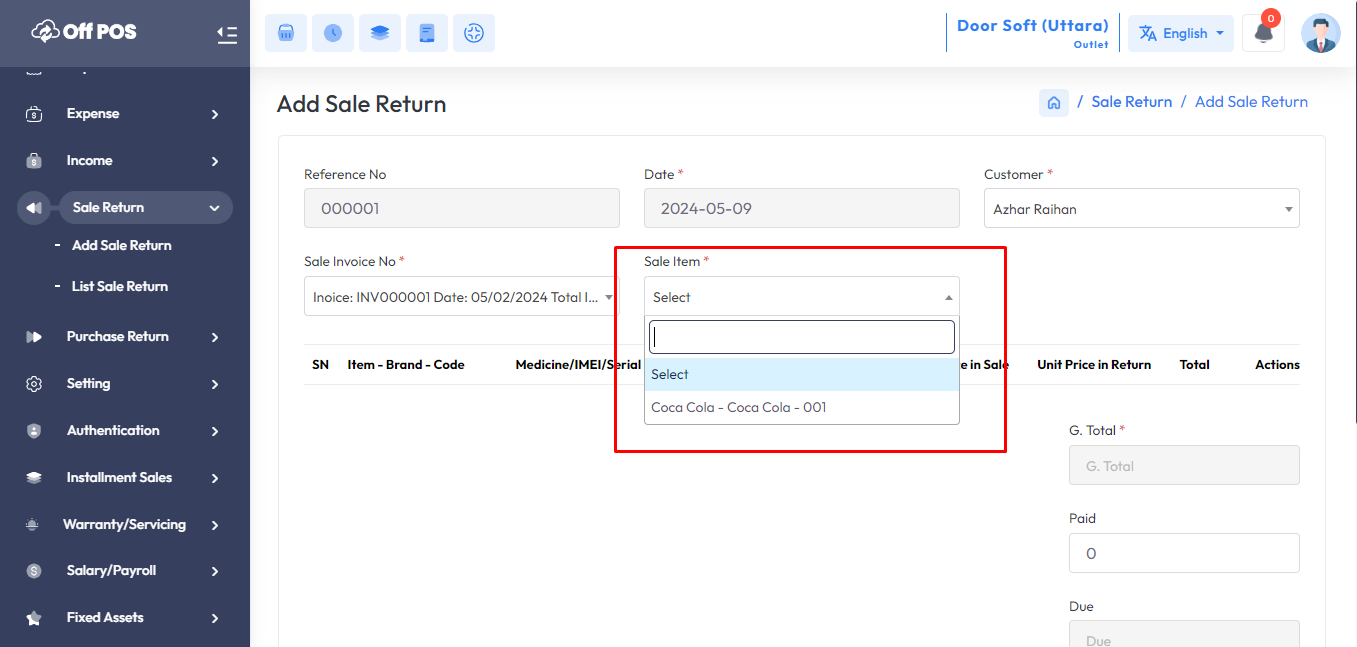 Off POS
Door Soft (Uttara)
Outlet
English
0
Expense
Income
Sale Return
- Add Sale Return
- List Sale Return
Purchase Return
Setting
Authentication
Installment Sales
Warranty/Servicing
Salary/Payroll
Fixed Assets
Add Sale Return
/ Sale Return / Add Sale Return
Reference No
000001
Date *
2024-05-09
Customer *
Azhar Raihan
Sale Invoice No *
Inoice: INV000001 Date: 05/02/2024 Total I...
Sale Item *
Select
Select
Coca Cola - Coca Cola - 001
SN Item - Brand - Code Medicine/IMEI/Serial in Sale Unit Price in Return Total Actions
G. Total *
G. Total
Paid
0
Due
Due